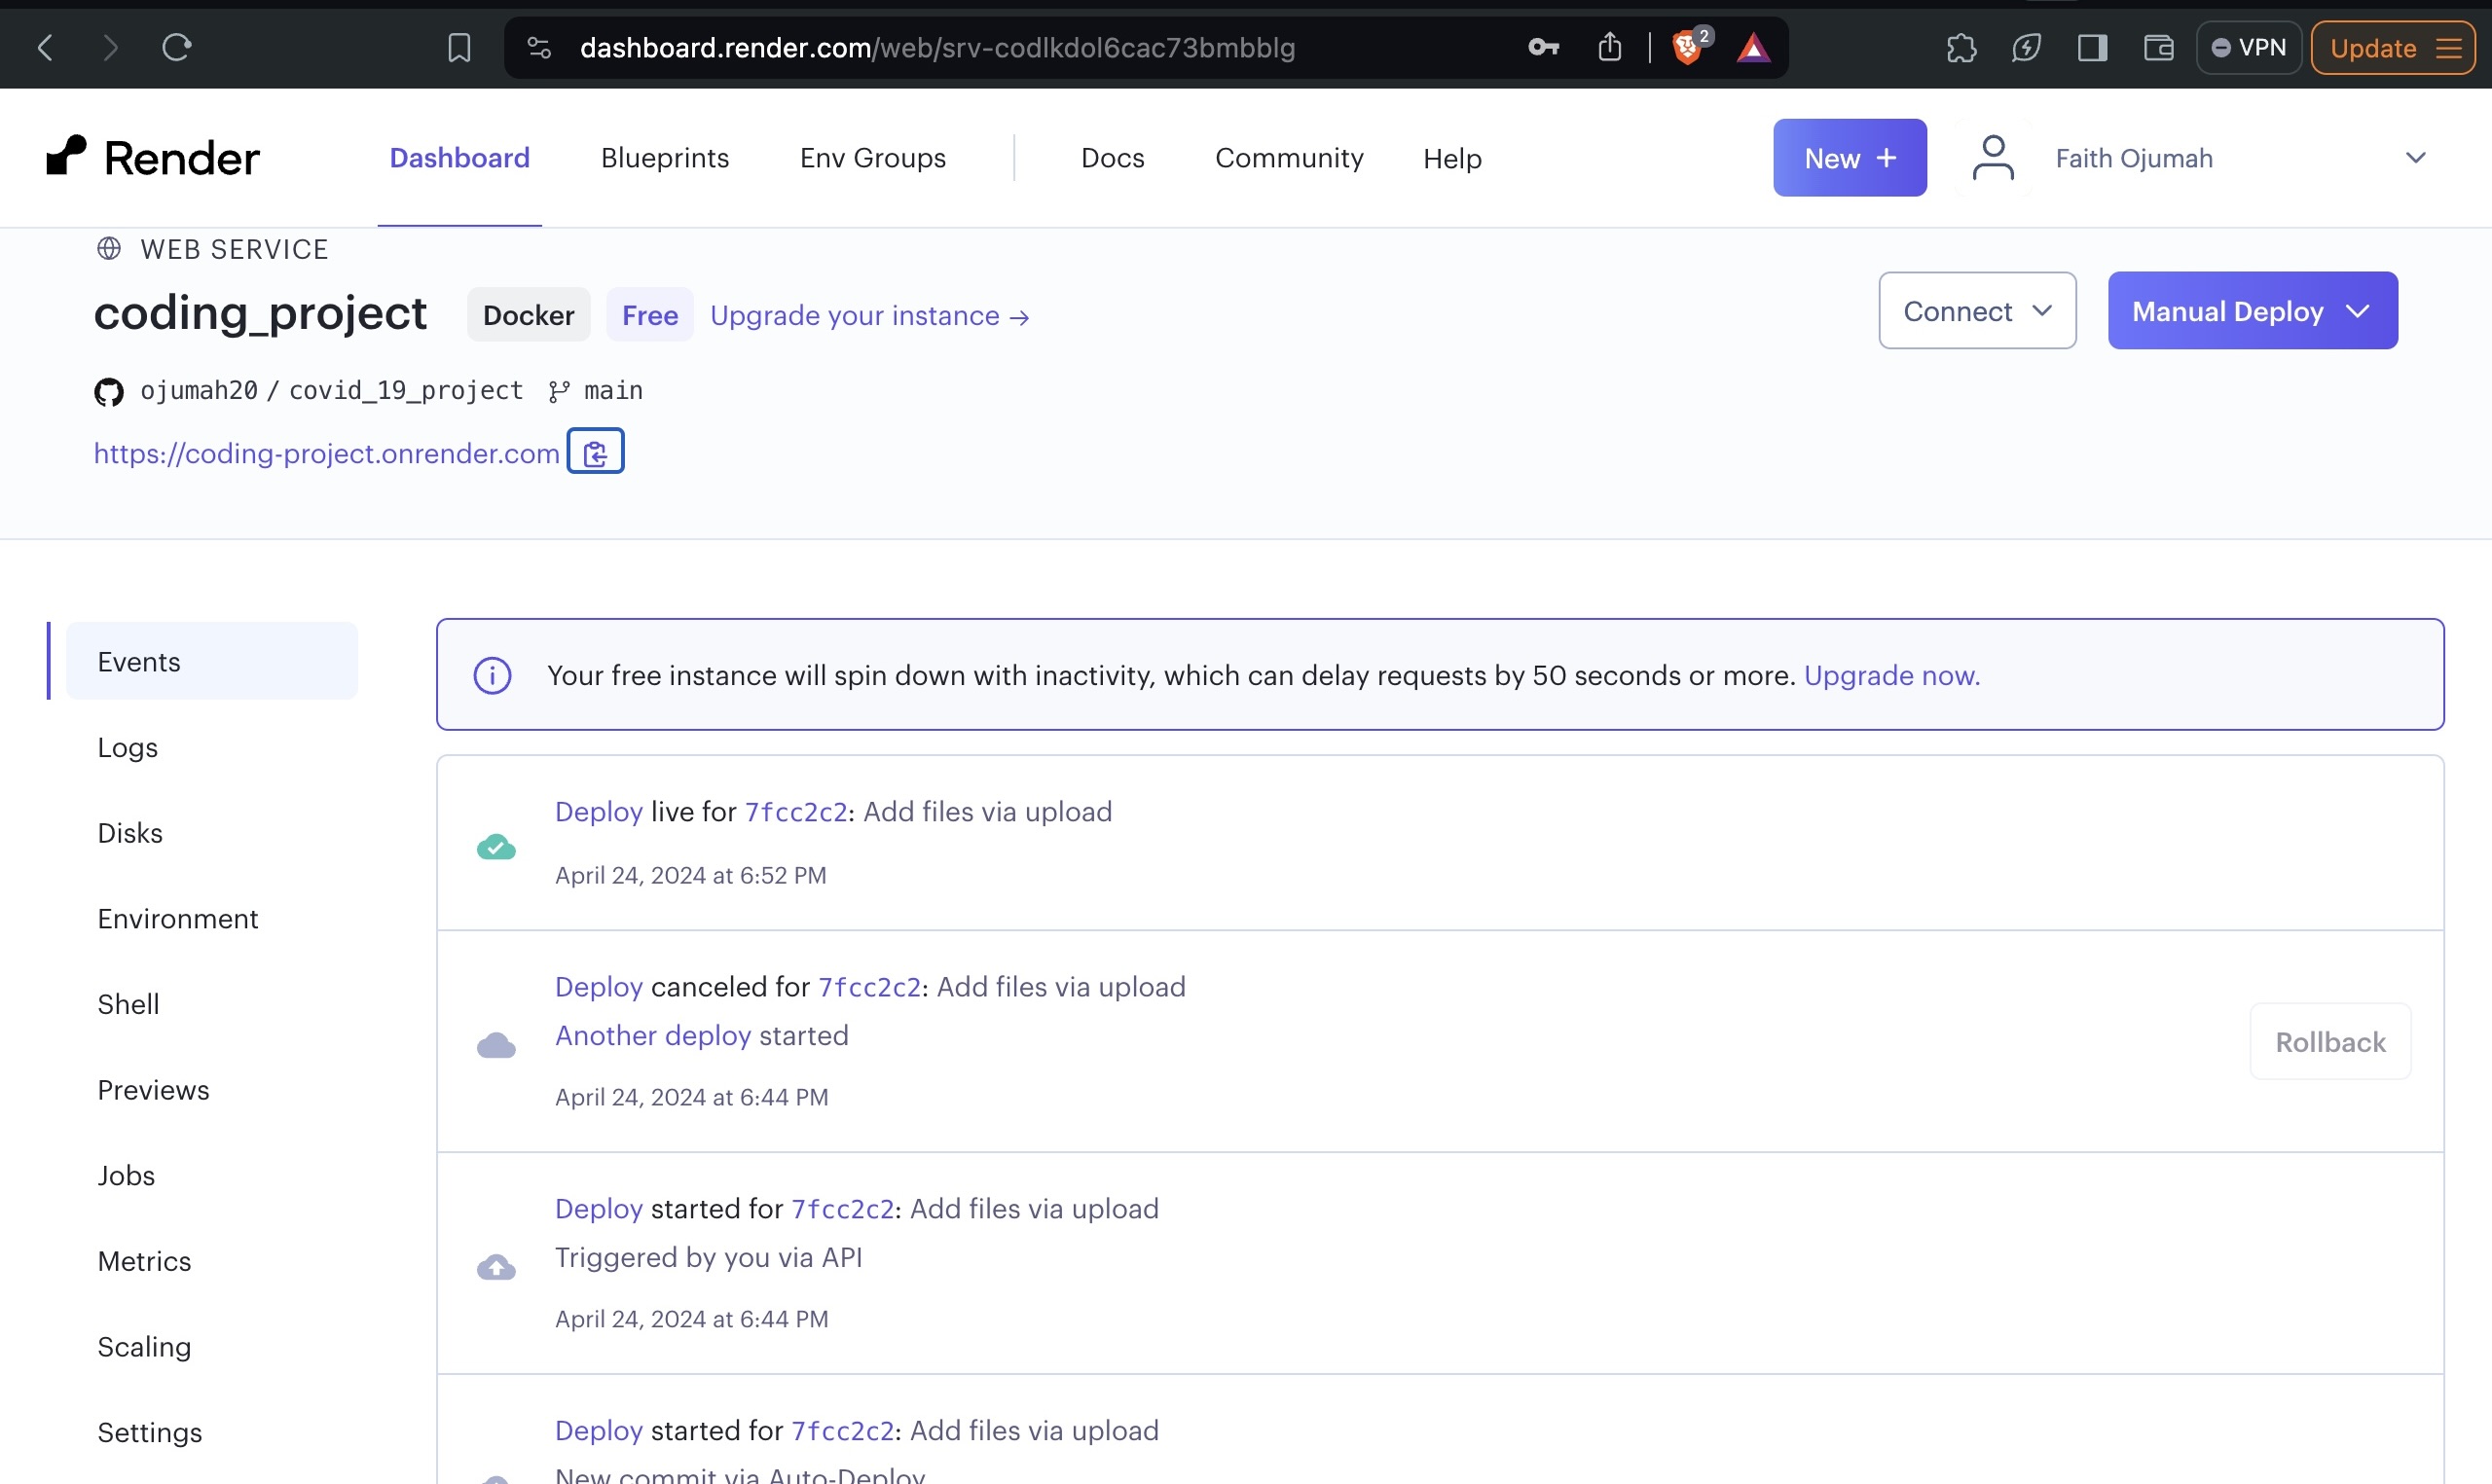 dashboard.render.com/web/srv-codlkdol6cac73bmbblg
2
VPN
Update
Render
Dashboard
Blueprints
Env Groups
Docs
Community
Help
New +
Faith Ojumah
WEB SERVICE
coding_project
Docker
Free
Upgrade your instance →
Connect
Manual Deploy
ojumah20 / covid_19_project
main
https://coding-project.onrender.com
Events
Logs
Disks
Environment
Shell
Previews
Jobs
Metrics
Scaling
Settings
Your free instance will spin down with inactivity, which can delay requests by 50 seconds or more. Upgrade now.
Deploy live for 7fcc2c2: Add files via upload
April 24, 2024 at 6:52 PM
Deploy canceled for 7fcc2c2: Add files via upload
Another deploy started
April 24, 2024 at 6:44 PM
Rollback
Deploy started for 7fcc2c2: Add files via upload
Triggered by you via API
April 24, 2024 at 6:44 PM
Deploy started for 7fcc2c2: Add files via upload
New commit via Auto-Deploy